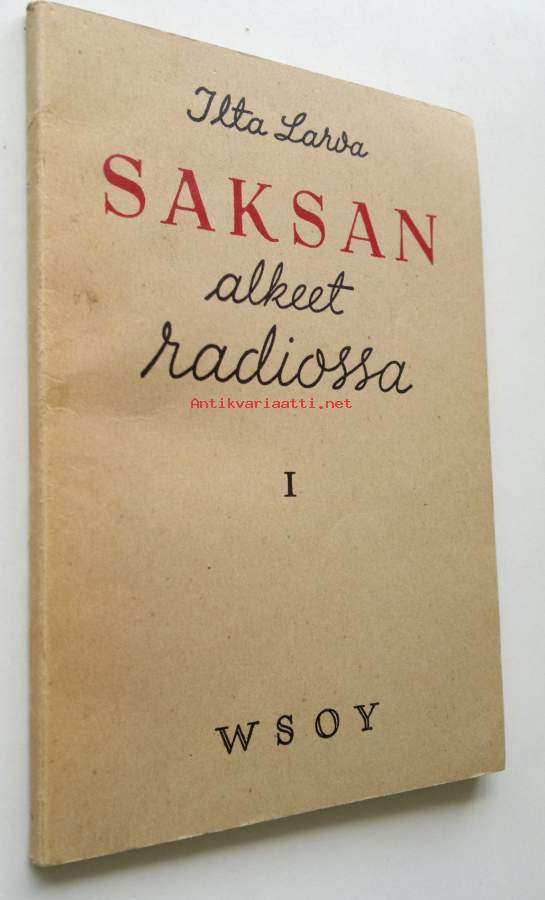 Ilta Larva
SAKSAN
alkeet
radiossa
Antikvariaatti.net
I
WSOY